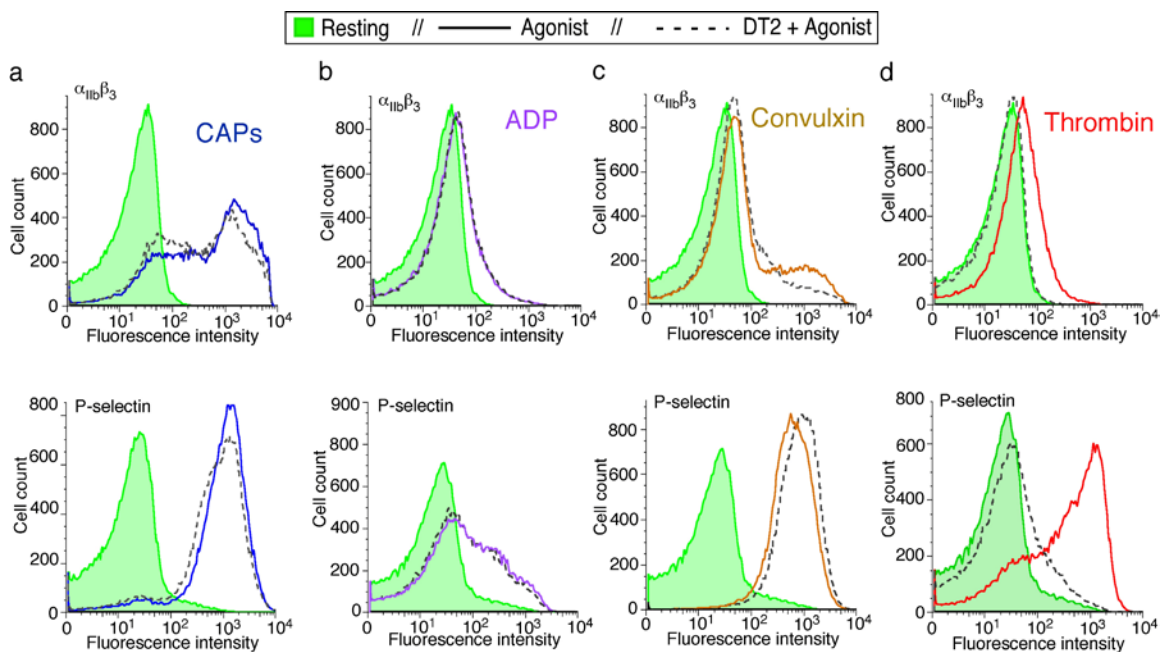 Resting // Agonist // DT2 + Agonist
a b c d
αIIbβ3 αIIbβ3 αIIbβ3 αIIbβ3
CAPs ADP Convulxin Thrombin
Cell count Cell count Cell count Cell count
800 800 800 800
600 600 600 600
400 400 400 400
200 200 200 200
0 0 0 0
0 10¹ 10² 10³ 10⁴ 0 10¹ 10² 10³ 10⁴ 0 10¹ 10² 10³ 10⁴ 0 10¹ 10² 10³ 10⁴
Fluorescence intensity Fluorescence intensity Fluorescence intensity Fluorescence intensity
P-selectin P-selectin P-selectin P-selectin
Cell count Cell count Cell count Cell count
800 900 800 800
600 800 600 600
400 600 400 400
200 400 200 200
0 200 0 0
0
0 10¹ 10² 10³ 10⁴ 0 10¹ 10² 10³ 10⁴ 0 10¹ 10² 10³ 10⁴ 0 10¹ 10² 10³ 10⁴
Fluorescence intensity Fluorescence intensity Fluorescence intensity Fluorescence intensity